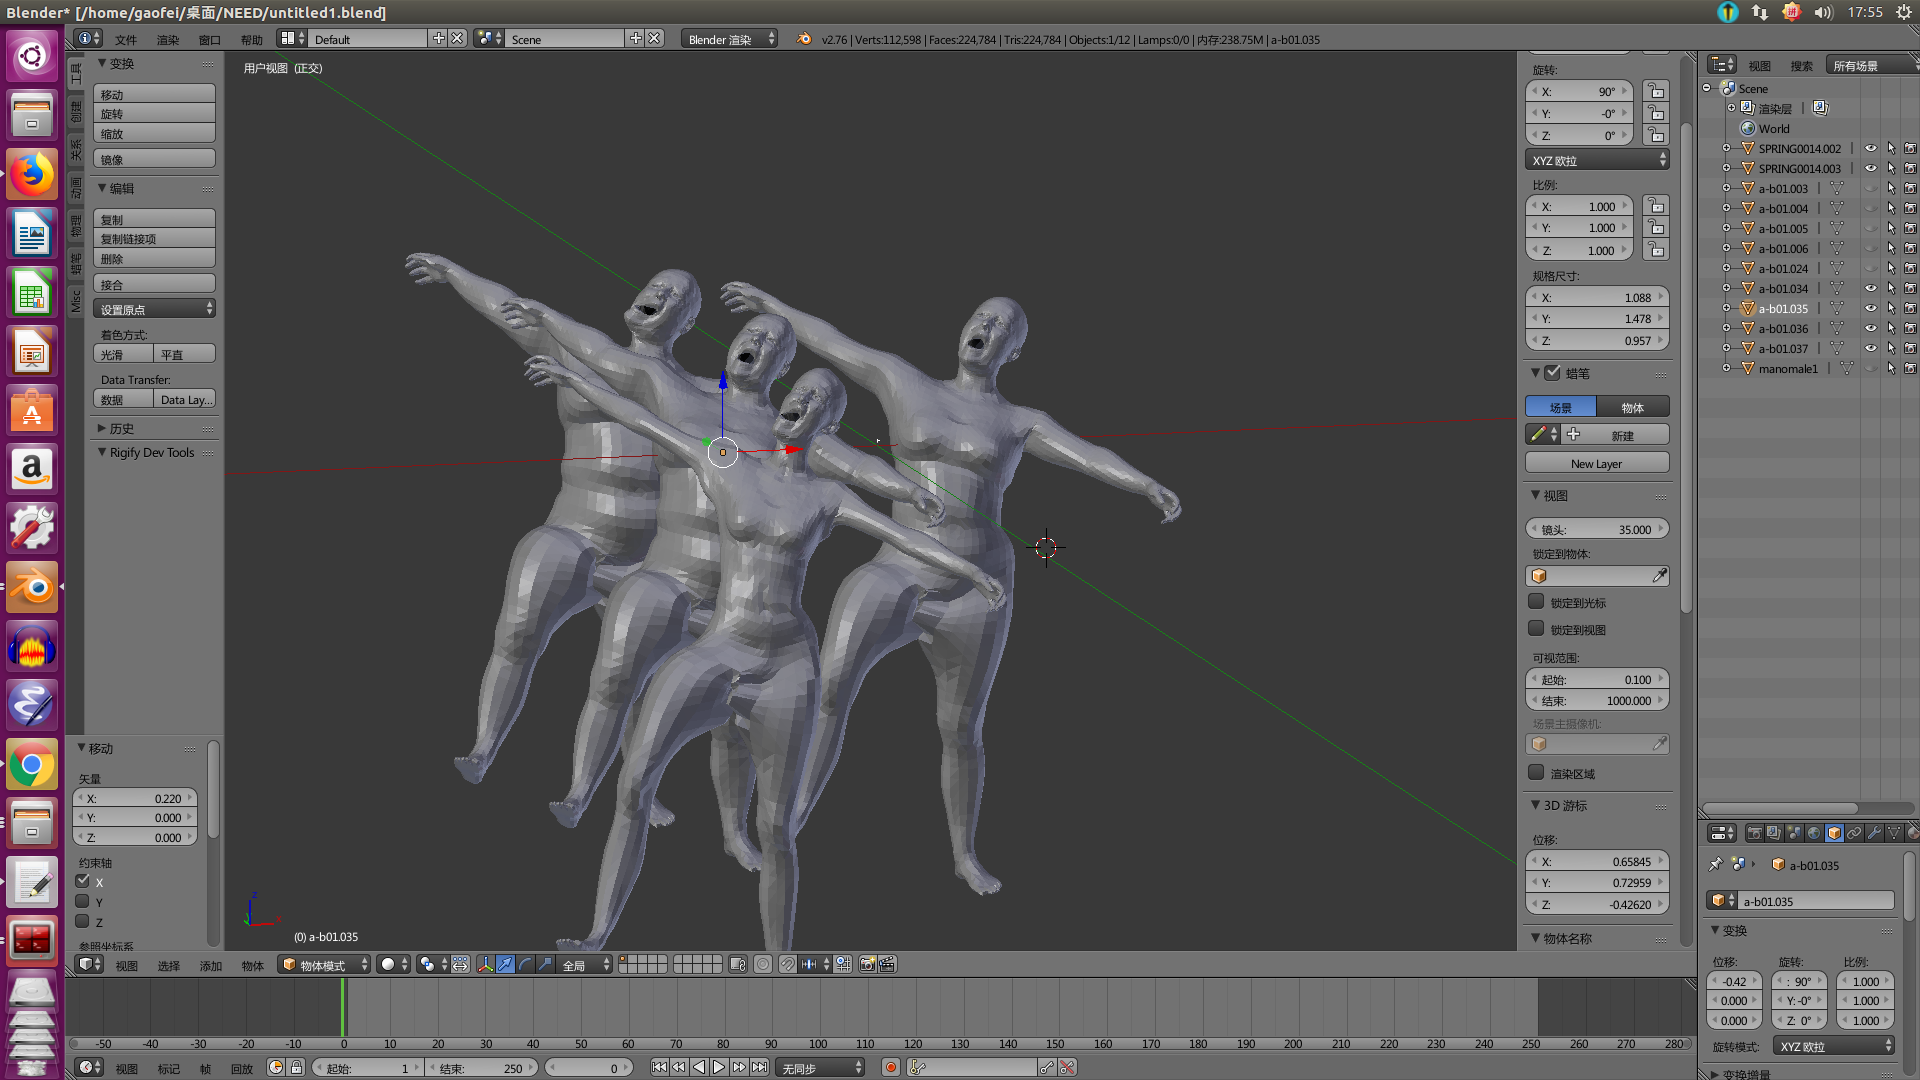 Blender* [/home/gaofei/桌面/NEED/untitled1.blend]
17:55
文件 渲染 窗口 帮助 Default Scene Blender 渲染 v2.76 | Verts:112,598 | Faces:224,784 | Tris:224,784 | Objects:1/12 | Lamps:0/0 | 内存:238.75M | a-b01.035
工具
创建
关系
动画
物理
蜡笔
Misc
变换
移动
旋转
缩放
镜像
编辑
复制
复制链接项
删除
接合
设置原点
着色方式:
光滑 平直
Data Transfer:
数据 Data Lay...
历史
Rigify Dev Tools
移动
矢量
X: 0.220
Y: 0.000
Z: 0.000
约束轴
X
Y
Z
参照坐标系
用户视图 (正交)
(0) a-b01.035
旋转:
X: 90°
Y: -0°
Z: 0°
XYZ 欧拉
比例:
X: 1.000
Y: 1.000
Z: 1.000
规格尺寸:
X: 1.088
Y: 1.478
Z: 0.957
蜡笔
场景 物体
新建
New Layer
视图
镜头: 35.000
锁定到物体:
锁定到光标
锁定到视图
可视范围:
起始: 0.100
结束: 1000.000
场景主摄像机:
渲染区域
3D 游标
位移:
X: 0.65845
Y: 0.72959
Z: -0.42620
物体名称
视图 搜索 所有场景
Scene
渲染层
World
SPRING0014.002
SPRING0014.003
a-b01.003
a-b01.004
a-b01.005
a-b01.006
a-b01.024
a-b01.034
a-b01.035
a-b01.036
a-b01.037
manomale1
a-b01.035
a-b01.035
变换
位移: 旋转: 比例:
-0.42 : 90° 1.000
0.000 Y: -0° 1.000
0.000 Z: 0° 1.000
旋转模式: XYZ 欧拉
变换增量
视图 选择 添加 物体 物体模式 全局
-50 -40 -30 -20 -10 0 10 20 30 40 50 60 70 80 90 100 110 120 130 140 150 160 170 180 190 200 210 220 230 240 250 260 270 280
视图 标记 帧 回放 起始: 1 结束: 250 0 无同步